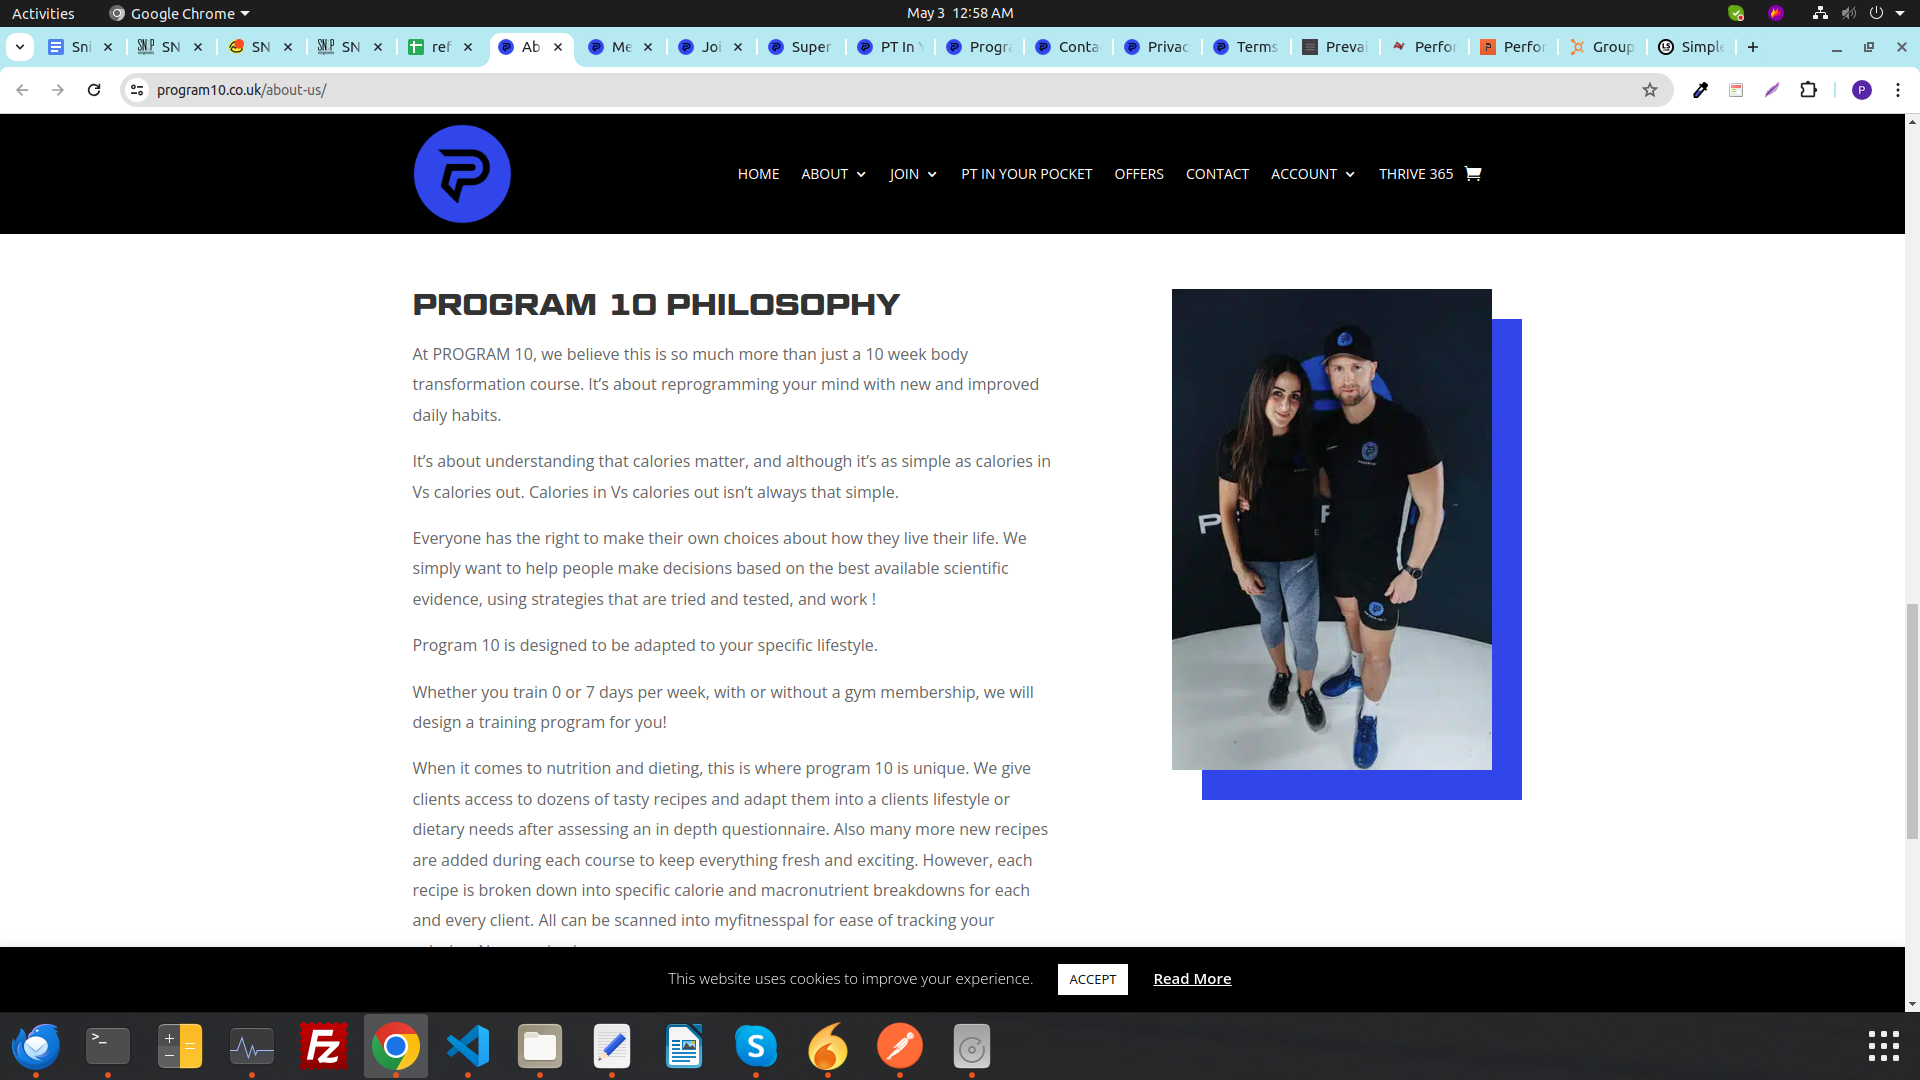 Activities
Google Chrome
May 3 12:58 AM
Sni
SN
SN
SN
ref
Ab
Me
Joi
Super
PT In
Progra
Conta
Privac
Terms
Prevai
Perfor
Perfor
Group
Simple
program10.co.uk/about-us/
P
HOME
ABOUT
JOIN
PT IN YOUR POCKET
OFFERS
CONTACT
ACCOUNT
THRIVE 365
PROGRAM 10 PHILOSOPHY
At PROGRAM 10, we believe this is so much more than just a 10 week body
transformation course. It’s about reprogramming your mind with new and improved
daily habits.
It’s about understanding that calories matter, and although it’s as simple as calories in
Vs calories out. Calories in Vs calories out isn’t always that simple.
Everyone has the right to make their own choices about how they live their life. We
simply want to help people make decisions based on the best available scientific
evidence, using strategies that are tried and tested, and work !
Program 10 is designed to be adapted to your specific lifestyle.
Whether you train 0 or 7 days per week, with or without a gym membership, we will
design a training program for you!
When it comes to nutrition and dieting, this is where program 10 is unique. We give
clients access to dozens of tasty recipes and adapt them into a clients lifestyle or
dietary needs after assessing an in depth questionnaire. Also many more new recipes
are added during each course to keep everything fresh and exciting. However, each
recipe is broken down into specific calorie and macronutrient breakdowns for each
and every client. All can be scanned into myfitnesspal for ease of tracking your
This website uses cookies to improve your experience.
ACCEPT
Read More